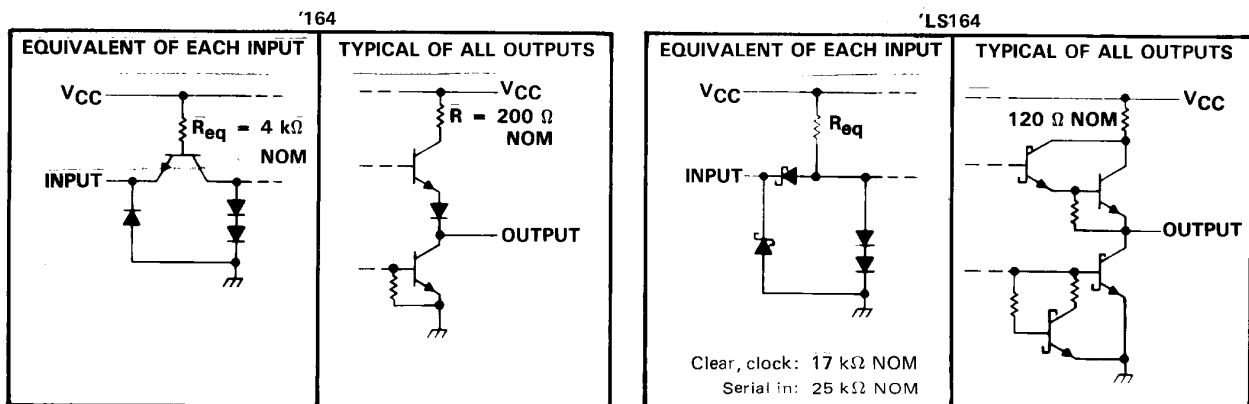 '164
EQUIVALENT OF EACH INPUT
VCC
Req = 4 kΩ
NOM
INPUT
TYPICAL OF ALL OUTPUTS
VCC
R = 200 Ω
NOM
OUTPUT
'LS164
EQUIVALENT OF EACH INPUT
VCC
Req
INPUT
Clear, clock: 17 kΩ NOM
Serial in: 25 kΩ NOM
TYPICAL OF ALL OUTPUTS
VCC
120 Ω NOM
OUTPUT